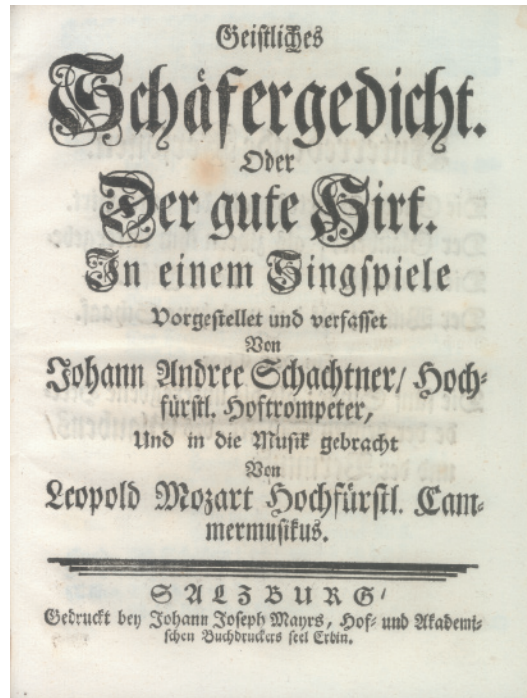 Geistliches
Schäfergedicht.
Oder
Der gute Hirt.
In einem Singspiele
Vorgestellet und verfasset
Von
Johann Andree Schachtner/ Hoch-
fürstl. Hoftrompeter,
Und in die Musik gebracht
Von
Leopold Mozart Hochfürstl. Cam-
mermusikus.
SALZBURG/
Gedruckt bey Johann Joseph Mayrs, Hof- und Akademi-
schen Buchdruckers seel Erbin.